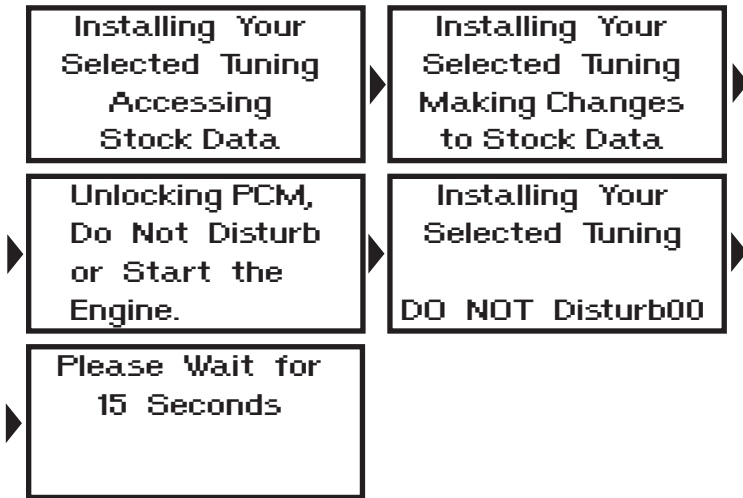 Installing Your
Selected Tuning
Accessing
Stock Data
Installing Your
Selected Tuning
Making Changes
to Stock Data
Unlocking PCM,
Do Not Disturb
or Start the
Engine.
Installing Your
Selected Tuning
DO NOT Disturb00
Please Wait for
15 Seconds